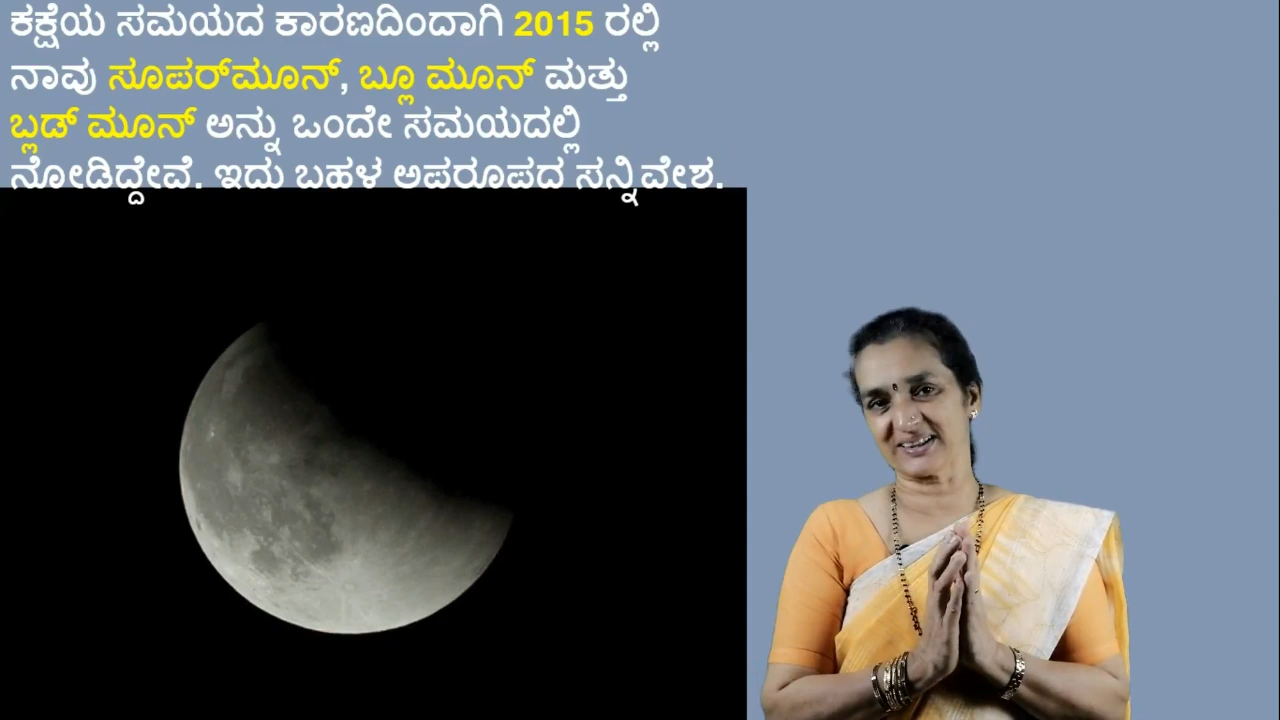 ಕಕ್ಷೆಯ ಸಮಯದ ಕಾರಣದಿಂದಾಗಿ 2015 ರಲ್ಲಿ
ನಾವು ಸೂಪರ್‌ಮೂನ್, ಬ್ಲೂ ಮೂನ್ ಮತ್ತು
ಬ್ಲಡ್ ಮೂನ್ ಅನ್ನು ಒಂದೇ ಸಮಯದಲ್ಲಿ
ನೋಡಿದ್ದೇವೆ. ಇದು ಬಹಳ ಅಪರೂಪದ ಸನ್ನಿವೇಶ.